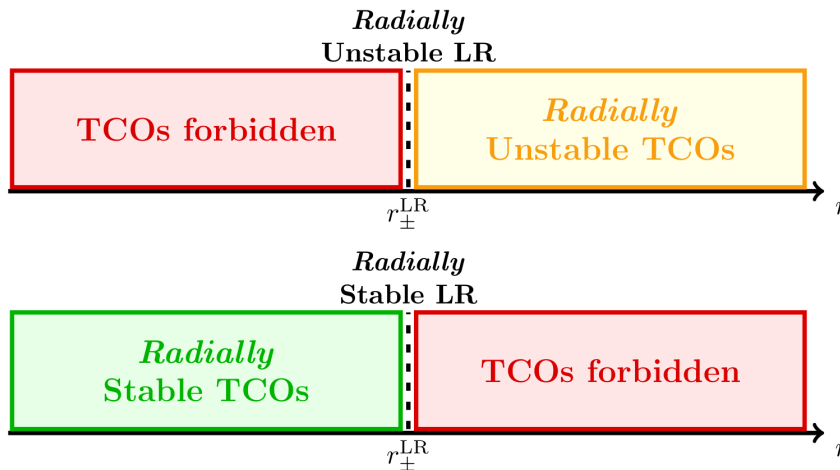 Radially
Unstable LR
TCOs forbidden
Radially
Unstable TCOs
r±^LR
r
Radially
Stable LR
Radially
Stable TCOs
TCOs forbidden
r±^LR
r